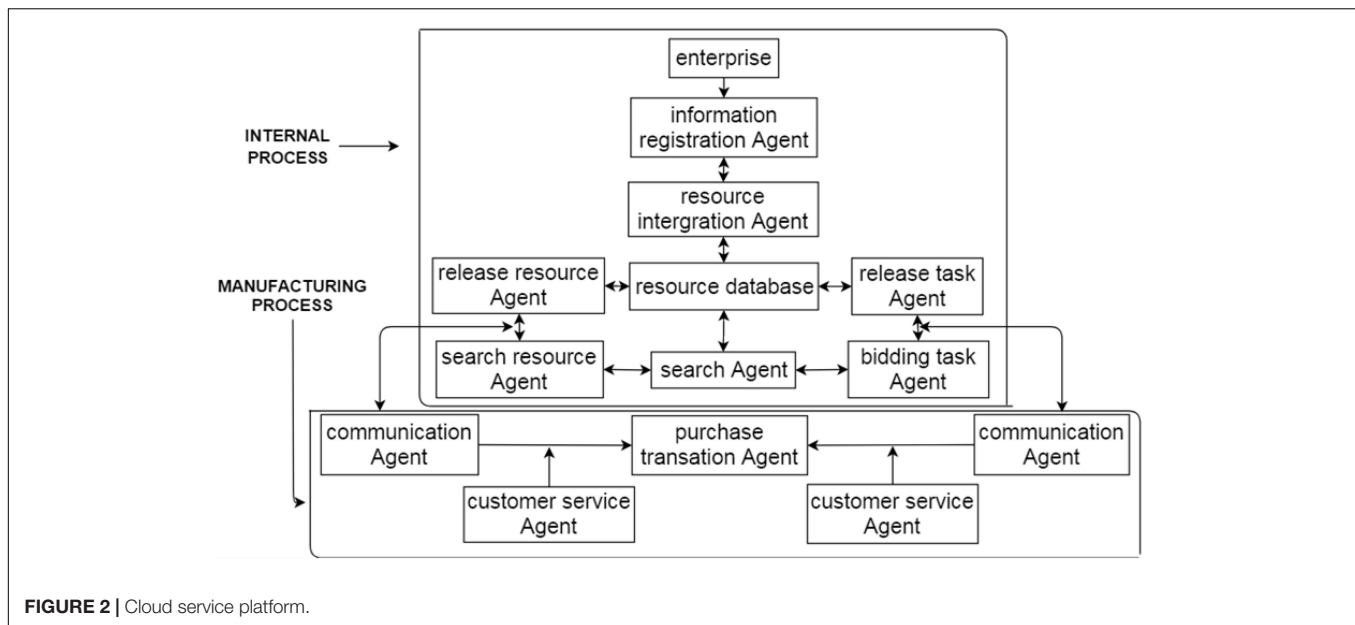 enterprise
information
registration Agent
INTERNAL
PROCESS
resource
intergration Agent
release resource
Agent
resource database
release task
Agent
MANUFACTURING
PROCESS
search resource
Agent
search Agent
bidding task
Agent
communication
Agent
purchase
transation Agent
communication
Agent
customer service
Agent
customer service
Agent
FIGURE 2 | Cloud service platform.